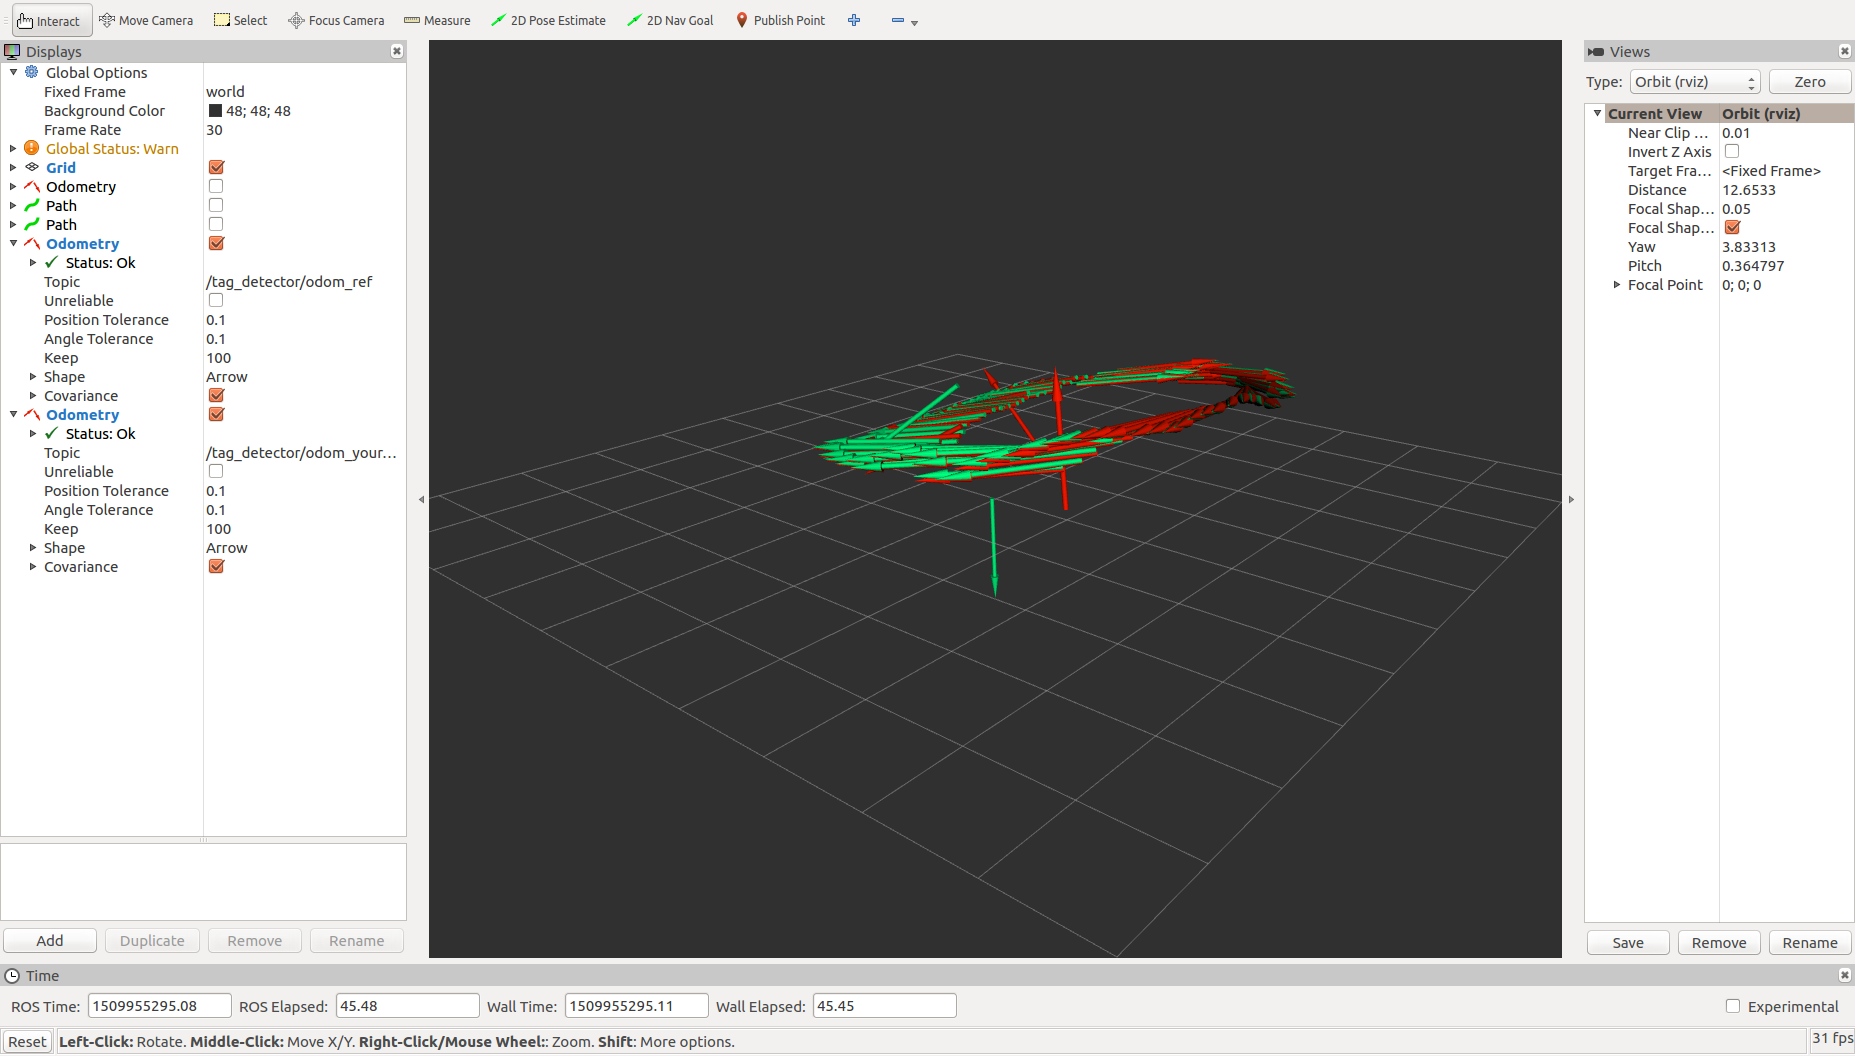 Interact Move Camera Select Focus Camera Measure 2D Pose Estimate 2D Nav Goal Publish Point
Displays
Global Options
Fixed Frame world
Background Color 48; 48; 48
Frame Rate 30
Global Status: Warn
Grid
Odometry
Path
Path
Odometry
Status: Ok
Topic /tag_detector/odom_ref
Unreliable
Position Tolerance 0.1
Angle Tolerance 0.1
Keep 100
Shape Arrow
Covariance
Odometry
Status: Ok
Topic /tag_detector/odom_your...
Unreliable
Position Tolerance 0.1
Angle Tolerance 0.1
Keep 100
Shape Arrow
Covariance
Add Duplicate Remove Rename
Views
Type: Orbit (rviz) Zero
Current View Orbit (rviz)
Near Clip ... 0.01
Invert Z Axis
Target Fra... <Fixed Frame>
Distance 12.6533
Focal Shap... 0.05
Focal Shap...
Yaw 3.83313
Pitch 0.364797
Focal Point 0; 0; 0
Save Remove Rename
Time
ROS Time: 1509955295.08 ROS Elapsed: 45.48 Wall Time: 1509955295.11 Wall Elapsed: 45.45 Experimental
Reset Left-Click: Rotate. Middle-Click: Move X/Y. Right-Click/Mouse Wheel:: Zoom. Shift: More options. 31 fps